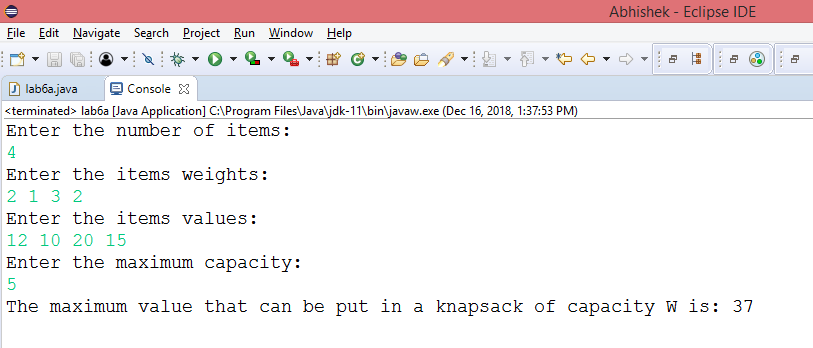 Abhishek - Eclipse IDE
File Edit Navigate Search Project Run Window Help
lab6a.java Console
<terminated> lab6a [Java Application] C:\Program Files\Java\jdk-11\bin\javaw.exe (Dec 16, 2018, 1:37:53 PM)
Enter the number of items:
4
Enter the items weights:
2 1 3 2
Enter the items values:
12 10 20 15
Enter the maximum capacity:
5
The maximum value that can be put in a knapsack of capacity W is: 37